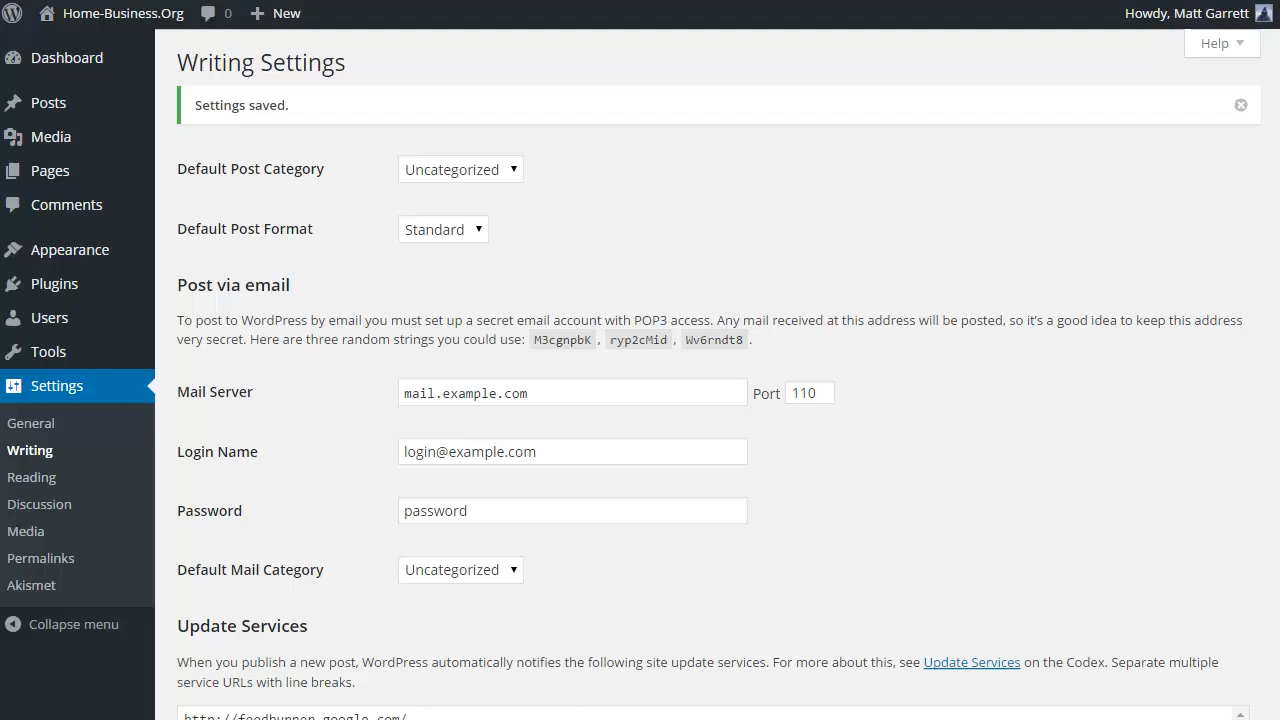 Home-Business.Org 0 New Howdy, Matt Garrett
Help
Dashboard
Posts
Media
Pages
Comments
Appearance
Plugins
Users
Tools
Settings
General
Writing
Reading
Discussion
Media
Permalinks
Akismet
Collapse menu
Writing Settings
Settings saved.
Default Post Category Uncategorized
Default Post Format Standard
Post via email
To post to WordPress by email you must set up a secret email account with POP3 access. Any mail received at this address will be posted, so it's a good idea to keep this address
very secret. Here are three random strings you could use: M3cgnpbK , ryp2cMid , Wv6rndt8 .
Mail Server mail.example.com Port 110
Login Name login@example.com
Password password
Default Mail Category Uncategorized
Update Services
When you publish a new post, WordPress automatically notifies the following site update services. For more about this, see Update Services on the Codex. Separate multiple
service URLs with line breaks.
http://feedburner.google.com/